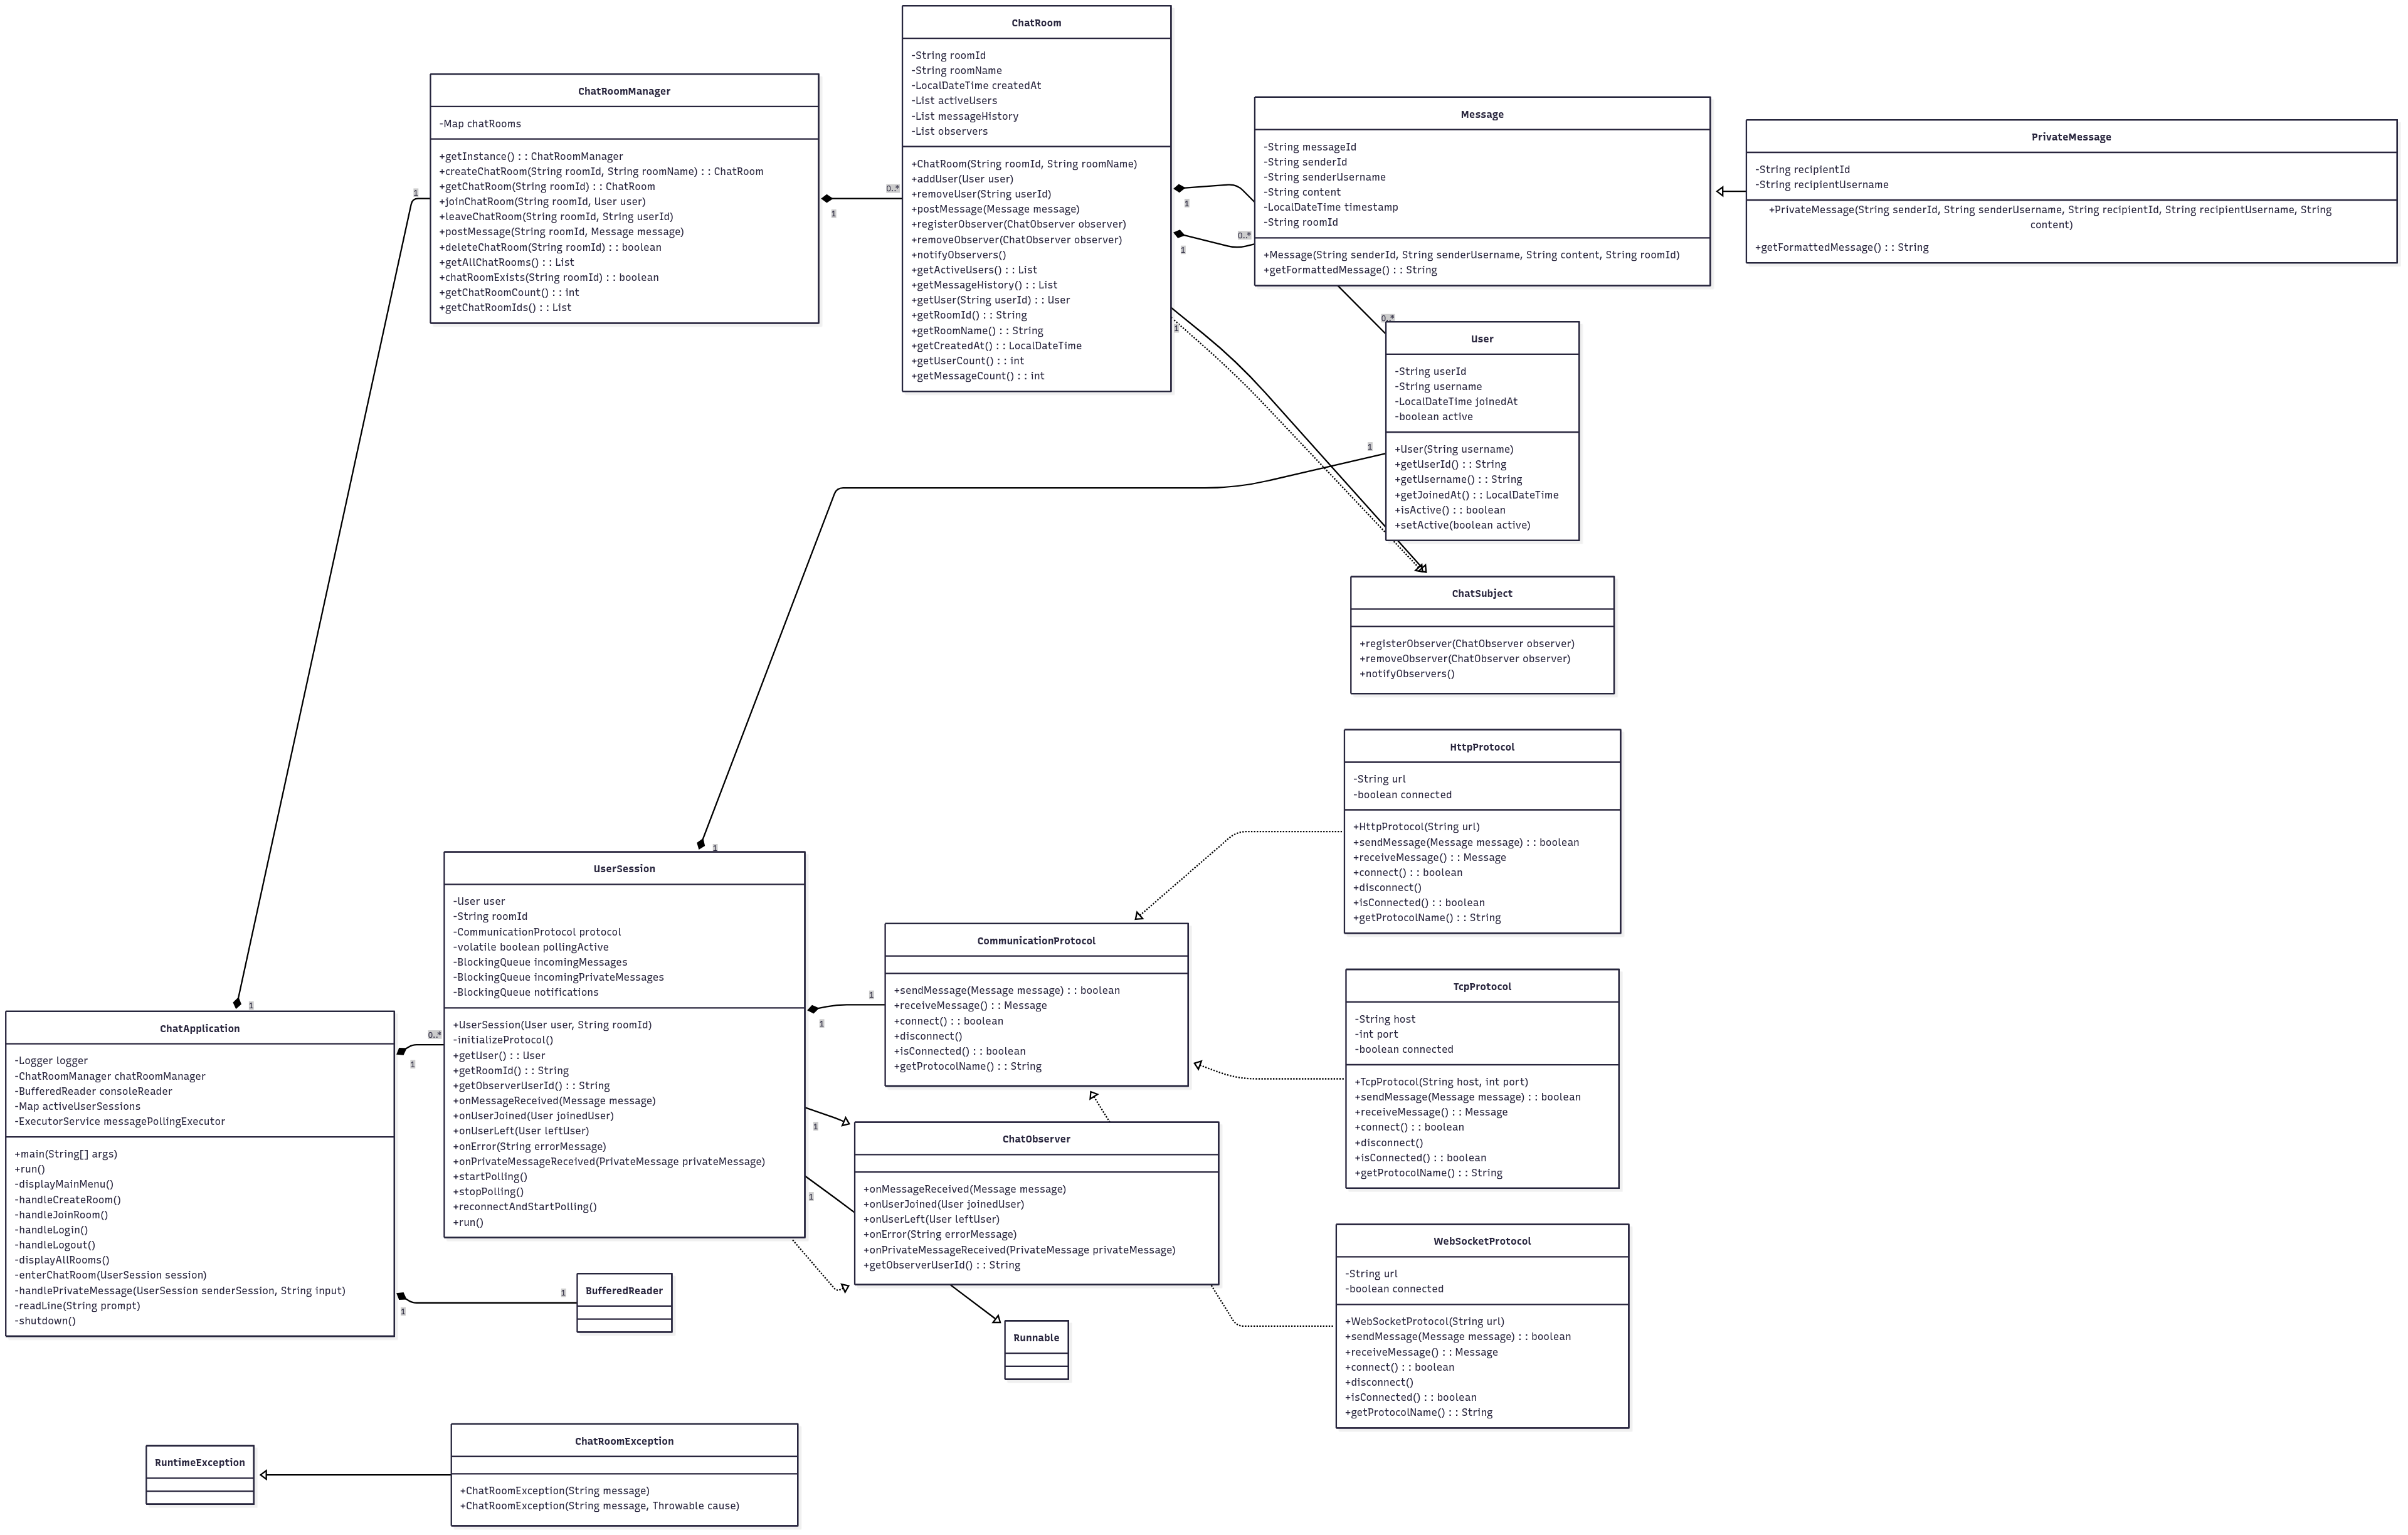 ChatRoom
-String roomId
-String roomName
-LocalDateTime createdAt
-List activeUsers
-List messageHistory
-List observers
+ChatRoom(String roomId, String roomName)
+addUser(User user)
+removeUser(String userId)
+postMessage(Message message)
+registerObserver(ChatObserver observer)
+removeObserver(ChatObserver observer)
+notifyObservers()
+getActiveUsers() : : List
+getMessageHistory() : : List
+getUser(String userId) : : User
+getRoomId() : : String
+getRoomName() : : String
+getCreatedAt() : : LocalDateTime
+getUserCount() : : int
+getMessageCount() : : int
ChatRoomManager
-Map chatRooms
+getInstance() : : ChatRoomManager
+createChatRoom(String roomId, String roomName) : : ChatRoom
+getChatRoom(String roomId) : : ChatRoom
+joinChatRoom(String roomId, User user)
+leaveChatRoom(String roomId, String userId)
+postMessage(String roomId, Message message)
+deleteChatRoom(String roomId) : : boolean
+getAllChatRooms() : : List
+chatRoomExists(String roomId) : : boolean
+getChatRoomCount() : : int
+getChatRoomIds() : : List
1
1
0..*
1
1
0..*
1
Message
-String messageId
-String senderId
-String senderUsername
-String content
-LocalDateTime timestamp
-String roomId
+Message(String senderId, String senderUsername, String content, String roomId)
+getFormattedMessage() : : String
PrivateMessage
-String recipientId
-String recipientUsername
+PrivateMessage(String senderId, String senderUsername, String recipientId, String recipientUsername, String
content)
+getFormattedMessage() : : String
0..*
User
-String userId
-String username
-LocalDateTime joinedAt
-boolean active
+User(String username)
+getUserId() : : String
+getUsername() : : String
+getJoinedAt() : : LocalDateTime
+isActive() : : boolean
+setActive(boolean active)
1
ChatSubject
+registerObserver(ChatObserver observer)
+removeObserver(ChatObserver observer)
+notifyObservers()
HttpProtocol
-String url
-boolean connected
+HttpProtocol(String url)
+sendMessage(Message message) : : boolean
+receiveMessage() : : Message
+connect() : : boolean
+disconnect()
+isConnected() : : boolean
+getProtocolName() : : String
1
UserSession
-User user
-String roomId
-CommunicationProtocol protocol
-volatile boolean pollingActive
-BlockingQueue incomingMessages
-BlockingQueue incomingPrivateMessages
-BlockingQueue notifications
+UserSession(User user, String roomId)
-initializeProtocol()
+getUser() : : User
+getRoomId() : : String
+getObserverUserId() : : String
+onMessageReceived(Message message)
+onUserJoined(User joinedUser)
+onUserLeft(User leftUser)
+onError(String errorMessage)
+onPrivateMessageReceived(PrivateMessage privateMessage)
+startPolling()
+stopPolling()
+reconnectAndStartPolling()
+run()
1
1
1
1
CommunicationProtocol
+sendMessage(Message message) : : boolean
+receiveMessage() : : Message
+connect() : : boolean
+disconnect()
+isConnected() : : boolean
+getProtocolName() : : String
TcpProtocol
-String host
-int port
-boolean connected
+TcpProtocol(String host, int port)
+sendMessage(Message message) : : boolean
+receiveMessage() : : Message
+connect() : : boolean
+disconnect()
+isConnected() : : boolean
+getProtocolName() : : String
1
ChatApplication
-Logger logger
-ChatRoomManager chatRoomManager
-BufferedReader consoleReader
-Map activeUserSessions
-ExecutorService messagePollingExecutor
+main(String[] args)
+run()
-displayMainMenu()
-handleCreateRoom()
-handleJoinRoom()
-handleLogin()
-handleLogout()
-displayAllRooms()
-enterChatRoom(UserSession session)
-handlePrivateMessage(UserSession senderSession, String input)
-readLine(String prompt)
-shutdown()
0..*
1
1
1
ChatObserver
+onMessageReceived(Message message)
+onUserJoined(User joinedUser)
+onUserLeft(User leftUser)
+onError(String errorMessage)
+onPrivateMessageReceived(PrivateMessage privateMessage)
+getObserverUserId() : : String
WebSocketProtocol
-String url
-boolean connected
+WebSocketProtocol(String url)
+sendMessage(Message message) : : boolean
+receiveMessage() : : Message
+connect() : : boolean
+disconnect()
+isConnected() : : boolean
+getProtocolName() : : String
BufferedReader
Runnable
ChatRoomException
+ChatRoomException(String message)
+ChatRoomException(String message, Throwable cause)
RuntimeException